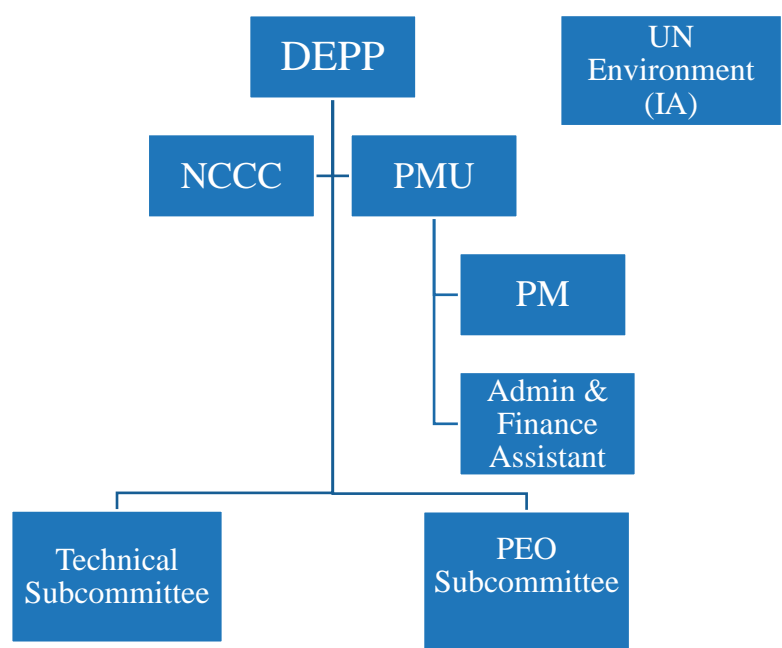 DEPP
UN
Environment
(IA)
NCCC
PMU
PM
Admin &
Finance
Assistant
Technical
Subcommittee
PEO
Subcommittee